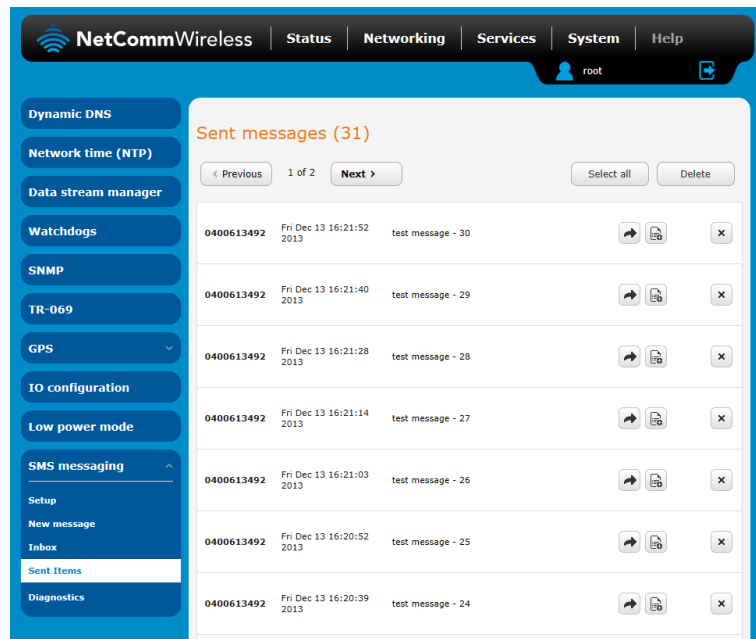 NetCommWireless Status Networking Services System Help
root
Dynamic DNS
Network time (NTP)
Data stream manager
Watchdogs
SNMP
TR-069
GPS
IO configuration
Low power mode
SMS messaging
Setup
New message
Inbox
Sent Items
Diagnostics
Sent messages (31)
< Previous 1 of 2 Next > Select all Delete
0400613492 Fri Dec 13 16:21:52 2013 test message - 30
0400613492 Fri Dec 13 16:21:40 2013 test message - 29
0400613492 Fri Dec 13 16:21:28 2013 test message - 28
0400613492 Fri Dec 13 16:21:14 2013 test message - 27
0400613492 Fri Dec 13 16:21:03 2013 test message - 26
0400613492 Fri Dec 13 16:20:52 2013 test message - 25
0400613492 Fri Dec 13 16:20:39 2013 test message - 24